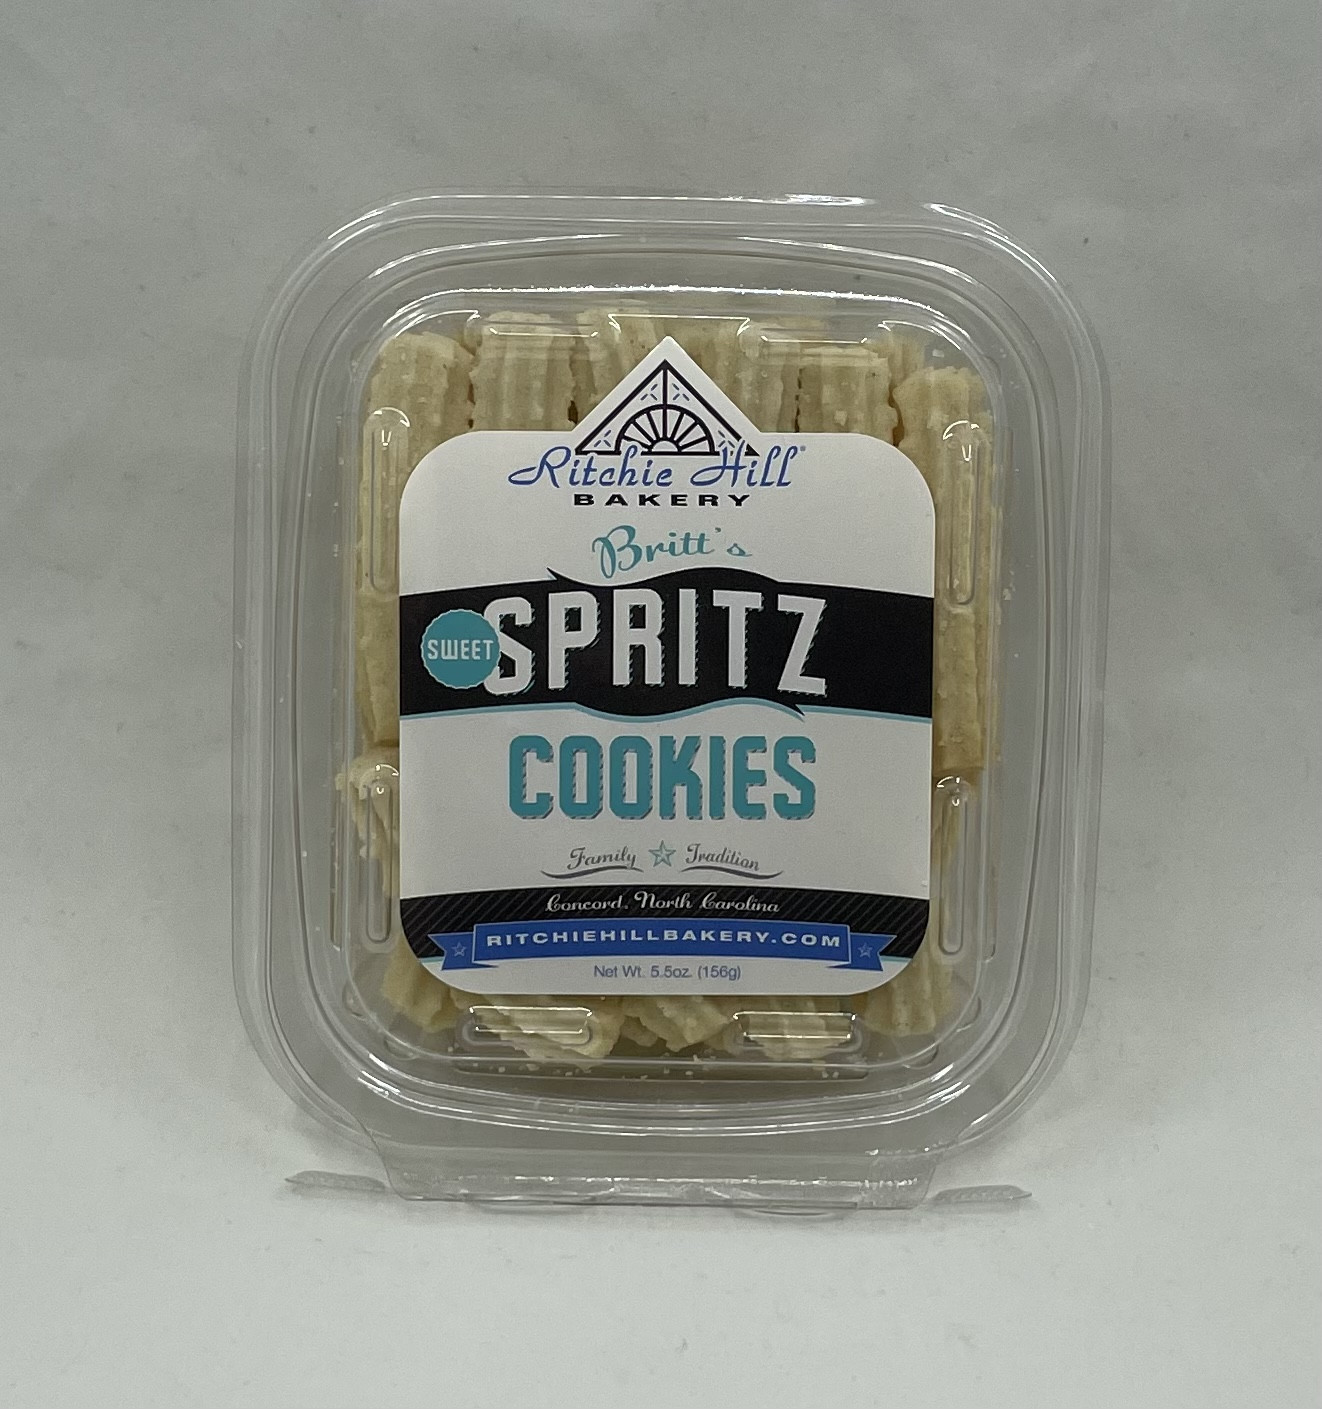 Ritchie Hill®
BAKERY
Britt's
SWEET SPRITZ
COOKIES
Family ☆ Tradition
Concord, North Carolina
RITCHIEHILLBAKERY.COM
Net Wt. 5.5oz. (156g)